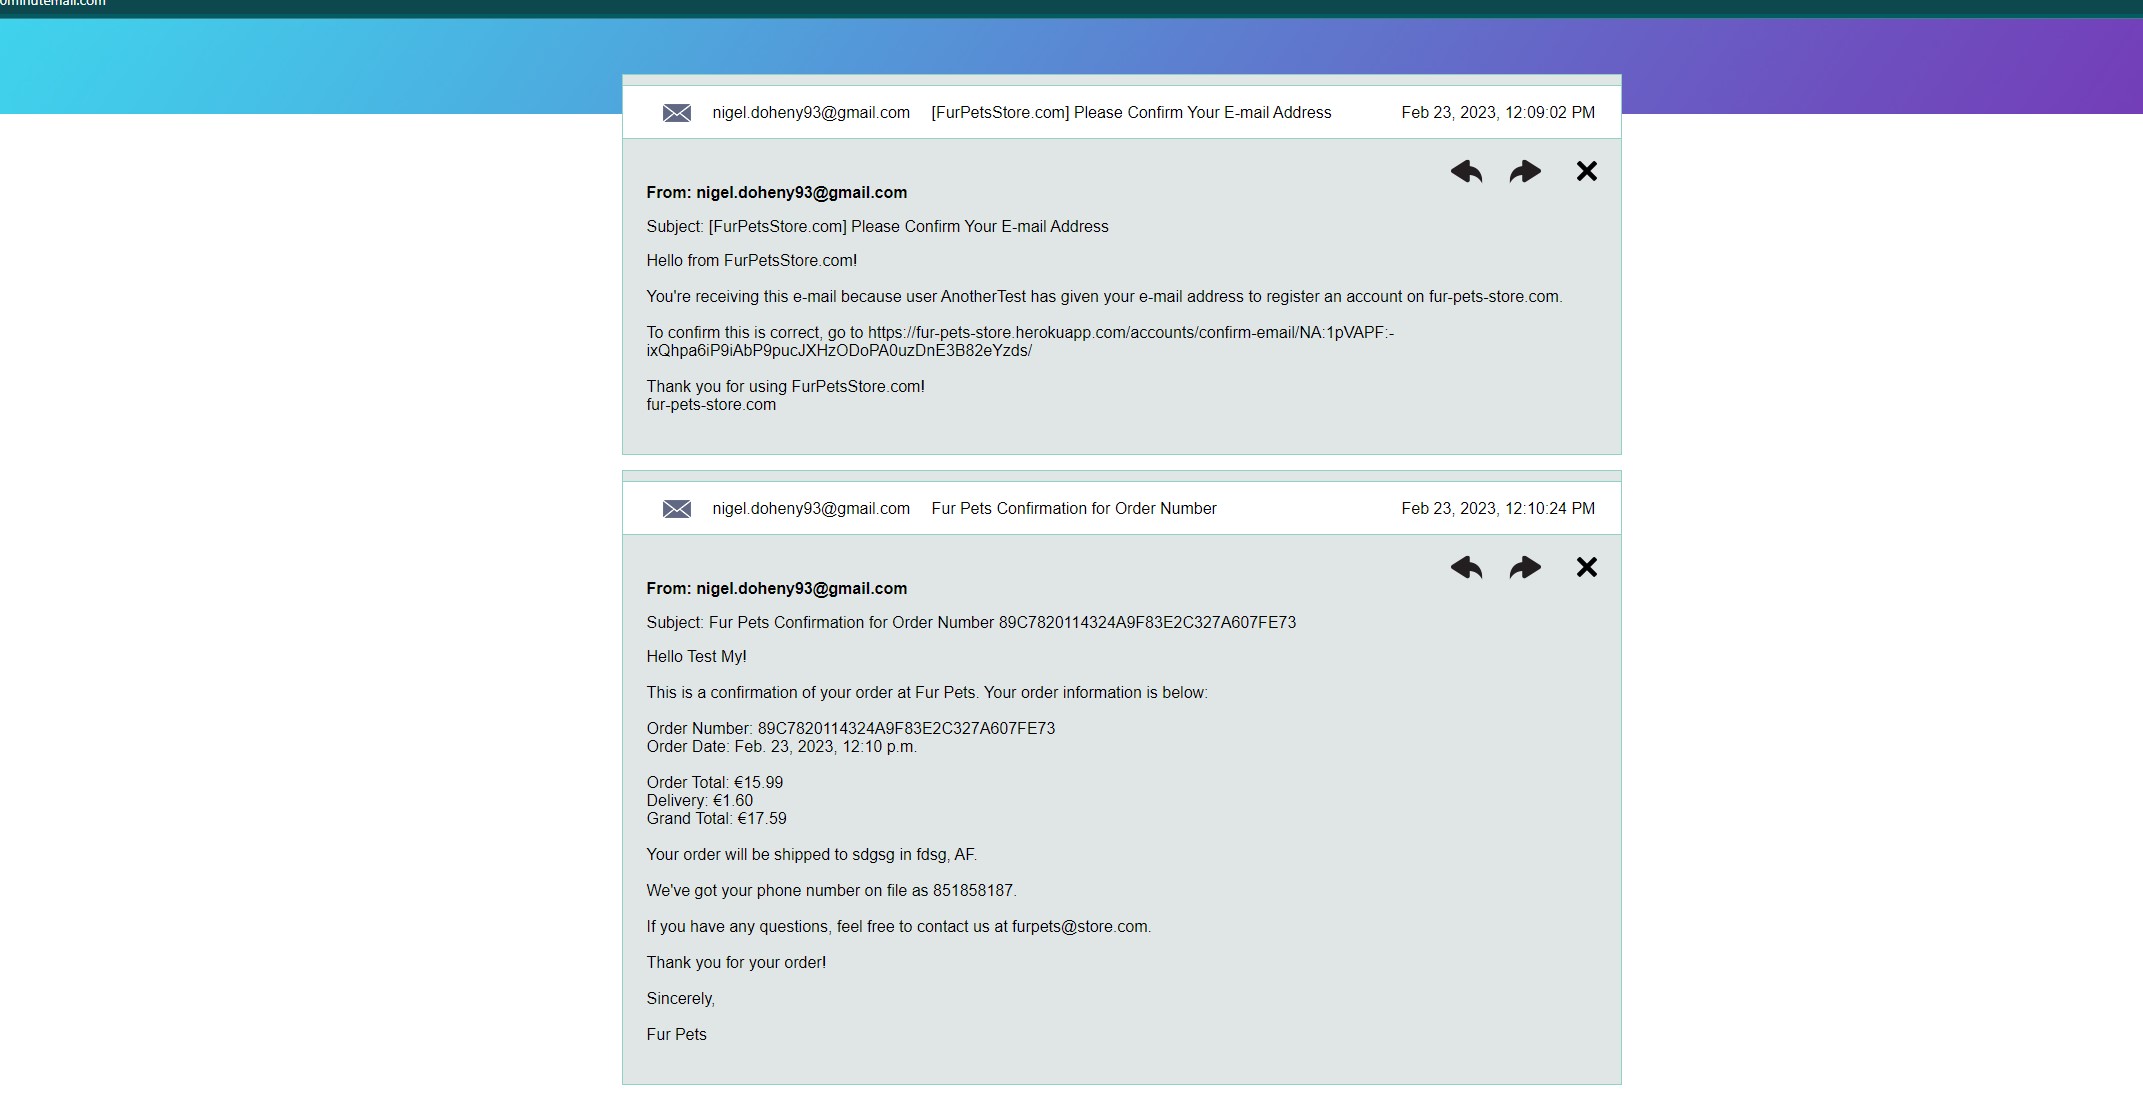 nigel.doheny93@gmail.com [FurPetsStore.com] Please Confirm Your E-mail Address Feb 23, 2023, 12:09:02 PM
From: nigel.doheny93@gmail.com
Subject: [FurPetsStore.com] Please Confirm Your E-mail Address
Hello from FurPetsStore.com!
You're receiving this e-mail because user AnotherTest has given your e-mail address to register an account on fur-pets-store.com.
To confirm this is correct, go to https://fur-pets-store.herokuapp.com/accounts/confirm-email/NA:1pVAPF:-
ixQhpa6iP9iAbP9pucJXHzODoPA0uzDnE3B82eYzds/
Thank you for using FurPetsStore.com!
fur-pets-store.com
nigel.doheny93@gmail.com Fur Pets Confirmation for Order Number Feb 23, 2023, 12:10:24 PM
From: nigel.doheny93@gmail.com
Subject: Fur Pets Confirmation for Order Number 89C7820114324A9F83E2C327A607FE73
Hello Test My!
This is a confirmation of your order at Fur Pets. Your order information is below:
Order Number: 89C7820114324A9F83E2C327A607FE73
Order Date: Feb. 23, 2023, 12:10 p.m.
Order Total: €15.99
Delivery: €1.60
Grand Total: €17.59
Your order will be shipped to sdgsg in fdsg, AF.
We've got your phone number on file as 851858187.
If you have any questions, feel free to contact us at furpets@store.com.
Thank you for your order!
Sincerely,
Fur Pets